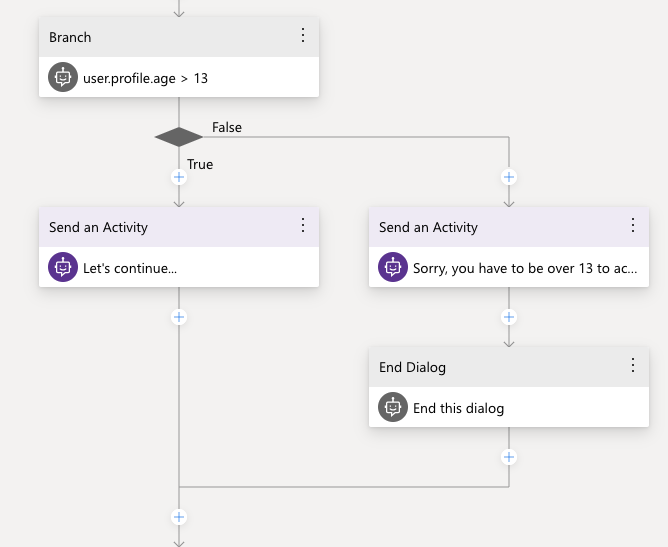 Branch
user.profile.age > 13
False
True
Send an Activity
Let's continue...
Send an Activity
Sorry, you have to be over 13 to ac...
End Dialog
End this dialog